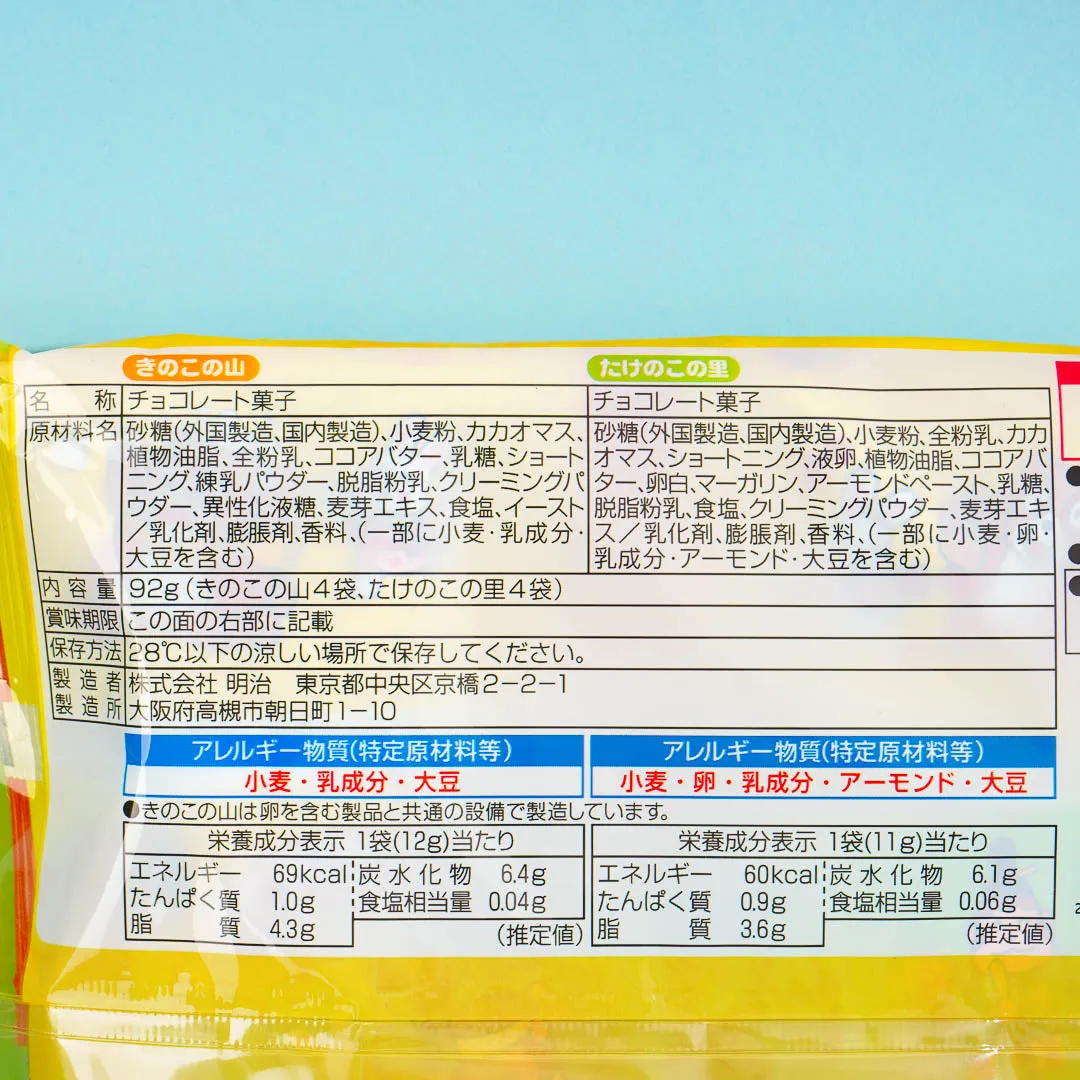 きのこの山
名称 チョコレート菓子
原材料名 砂糖(外国製造、国内製造)、小麦粉、カカオマス、
植物油脂、全粉乳、ココアバター、乳糖、ショート
ニング、練乳パウダー、脱脂粉乳、クリーミングパ
ウダー、異性化液糖、麦芽エキス、食塩、イースト
／乳化剤、膨脹剤、香料、(一部に小麦・乳成分・
大豆を含む)
たけのこの里
チョコレート菓子
砂糖(外国製造、国内製造)、小麦粉、全粉乳、カカ
オマス、ショートニング、液卵、植物油脂、ココアバ
ター、卵白、マーガリン、アーモンドペースト、乳糖、
脱脂粉乳、食塩、クリーミングパウダー、麦芽エキ
ス／乳化剤、膨脹剤、香料、(一部に小麦・卵・
乳成分・アーモンド・大豆を含む)
内容量 92g(きのこの山4袋、たけのこの里4袋)
賞味期限 この面の右部に記載
保存方法 28℃以下の涼しい場所で保存してください。
製造者 株式会社 明治 東京都中央区京橋2-2-1
製造所 大阪府高槻市朝日町1-10
アレルギー物質(特定原材料等)
小麦・乳成分・大豆
アレルギー物質(特定原材料等)
小麦・卵・乳成分・アーモンド・大豆
●きのこの山は卵を含む製品と共通の設備で製造しています。
栄養成分表示 1袋(12g)当たり
エネルギー 69kcal 炭水化物 6.4g
たんぱく質 1.0g 食塩相当量 0.04g
脂質 4.3g (推定値)
栄養成分表示 1袋(11g)当たり
エネルギー 60kcal 炭水化物 6.1g
たんぱく質 0.9g 食塩相当量 0.06g
脂質 3.6g (推定値)